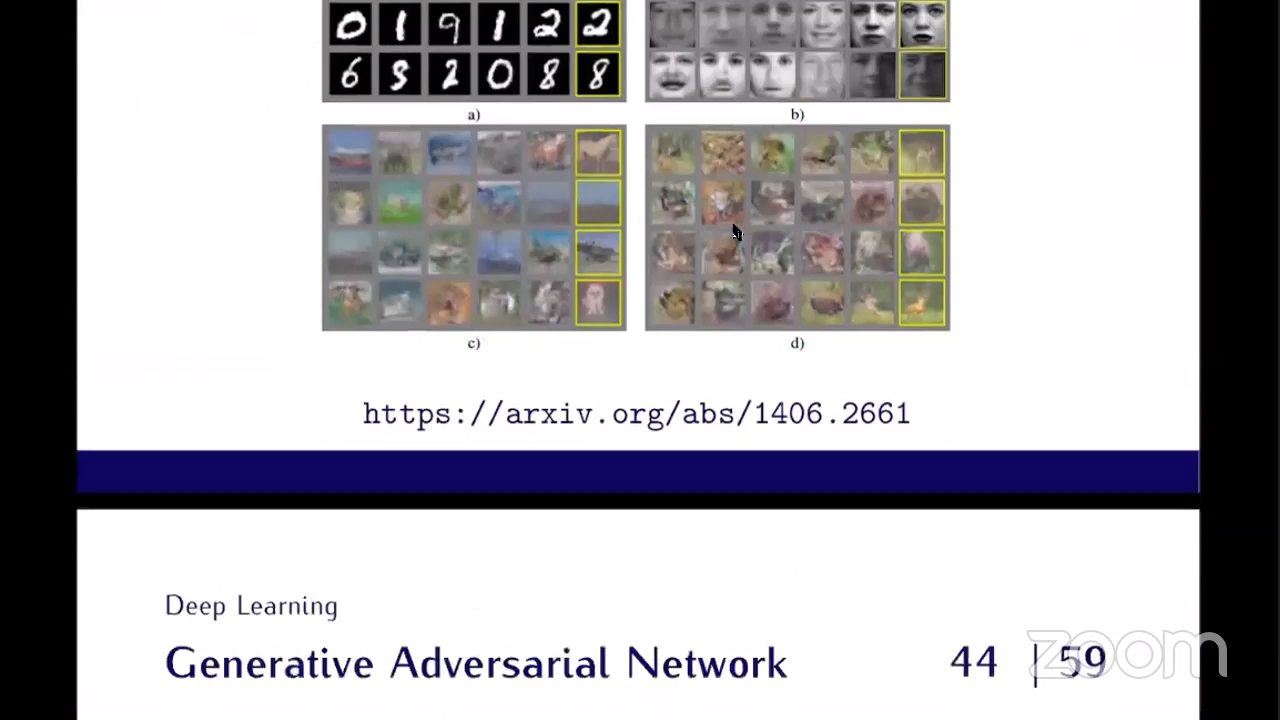 0 1 9 1 2 2
6 3 2 0 8 8
a) b)
c) d)
https://arxiv.org/abs/1406.2661
Deep Learning
Generative Adversarial Network 44 | 59
zoom